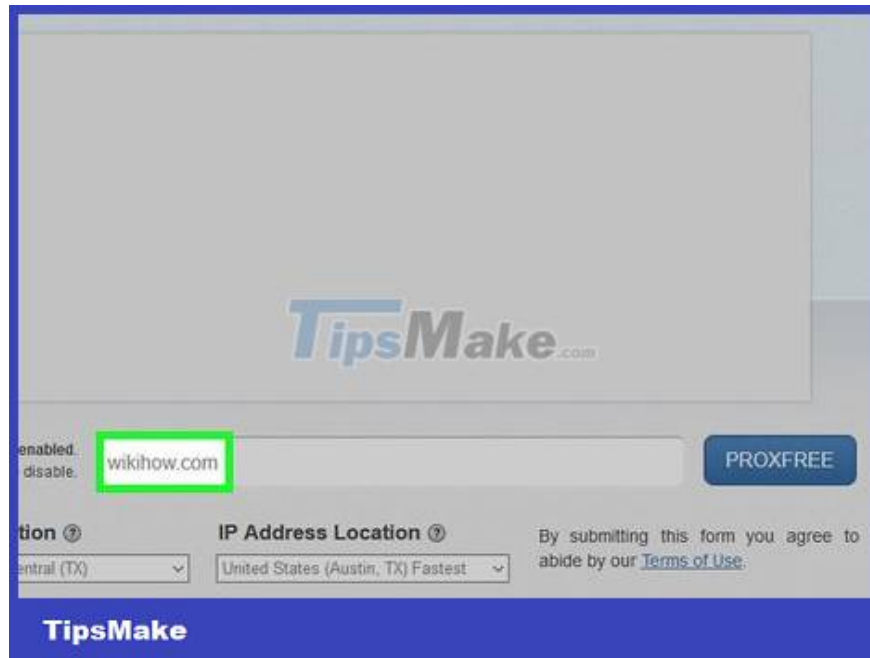 TipsMake.com
enabled.
disable.
wikihow.com
PROXFREE
tion ?
IP Address Location ?
entral (TX)
United States (Austin, TX) Fastest
By submitting this form you agree to
abide by our Terms of Use.
TipsMake